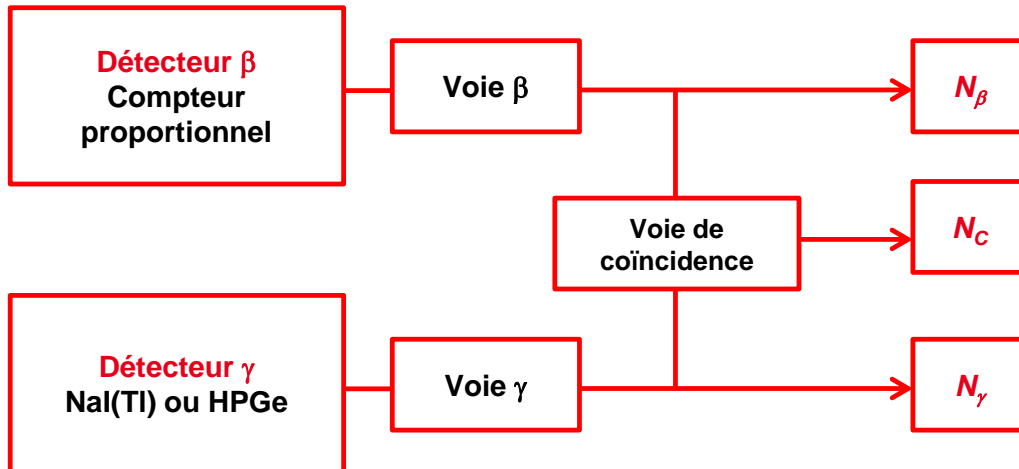 Détecteur β
Compteur
proportionnel
Voie β
Nβ
Voie de
coïncidence
NC
Détecteur γ
NaI(Tl) ou HPGe
Voie γ
Nγ